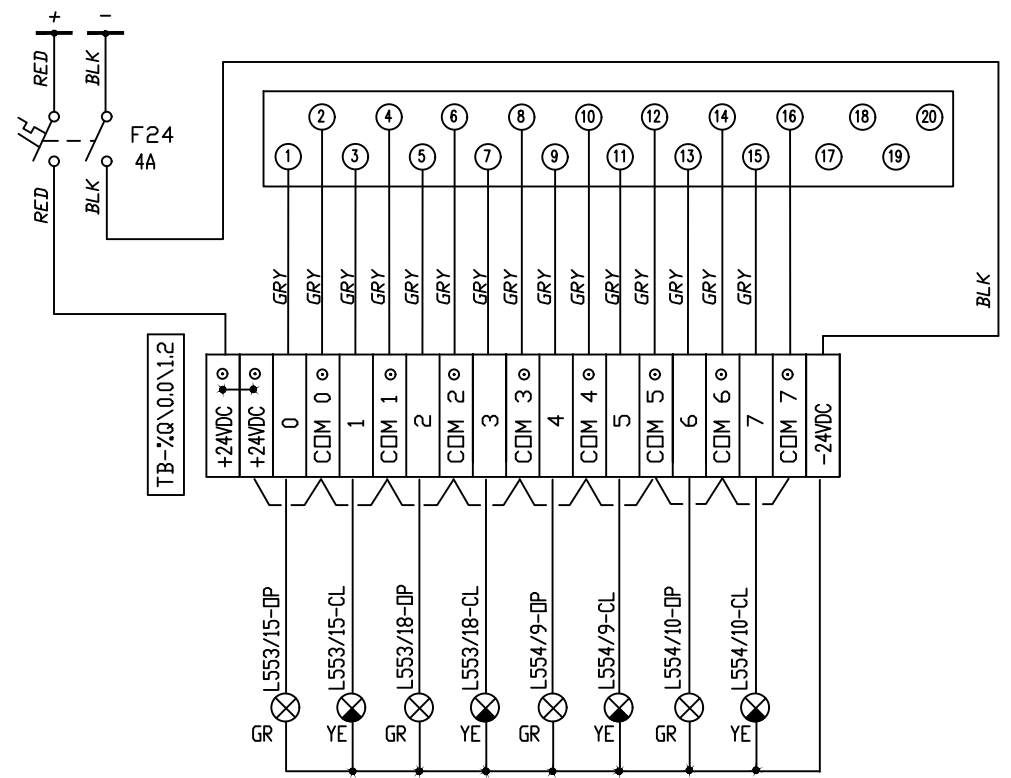 + -
RED BLK
F24
4A
RED BLK
2 4 6 8 10 12 14 16 18 20
1 3 5 7 9 11 13 15 17 19
GRY GRY GRY GRY GRY GRY GRY GRY GRY GRY GRY GRY GRY GRY GRY
BLK
TB-%Q\0.0\1.2
+24VDC
+24VDC
0
COM 0
1
COM 1
2
COM 2
3
COM 3
4
COM 4
5
COM 5
6
COM 6
7
COM 7
-24VDC
L553/15-OP
L553/15-CL
L553/18-OP
L553/18-CL
L554/9-OP
L554/9-CL
L554/10-OP
L554/10-CL
GR YE GR YE GR YE GR YE